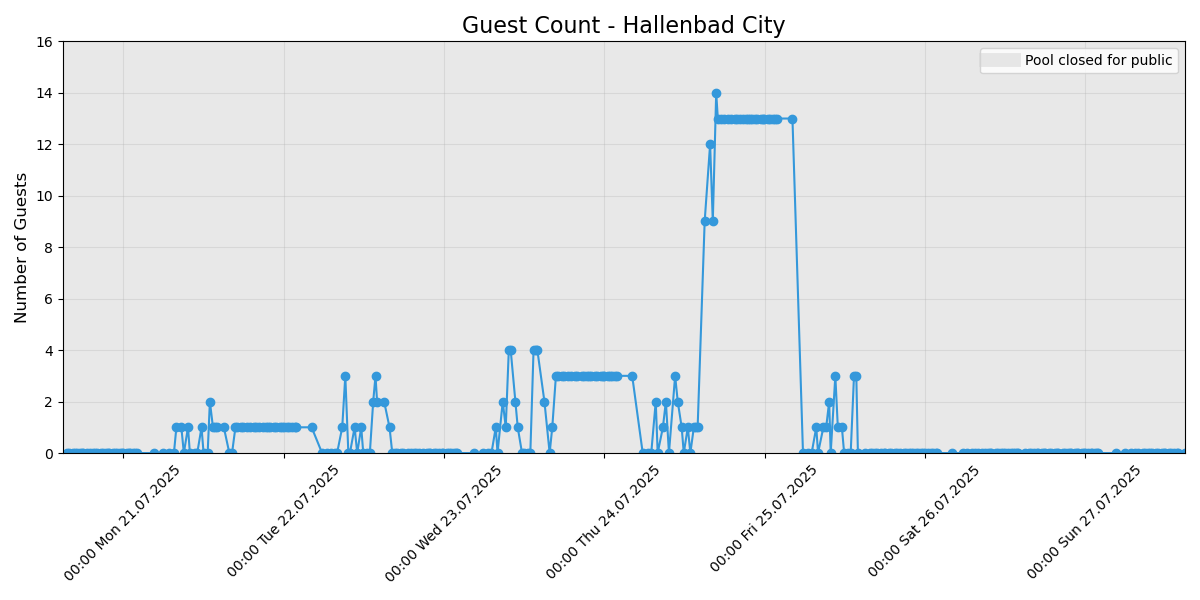 Guest Count - Hallenbad City
Pool closed for public
Number of Guests
16
14
12
10
8
6
4
2
0
00:00 Mon 21.07.2025
00:00 Tue 22.07.2025
00:00 Wed 23.07.2025
00:00 Thu 24.07.2025
00:00 Fri 25.07.2025
00:00 Sat 26.07.2025
00:00 Sun 27.07.2025